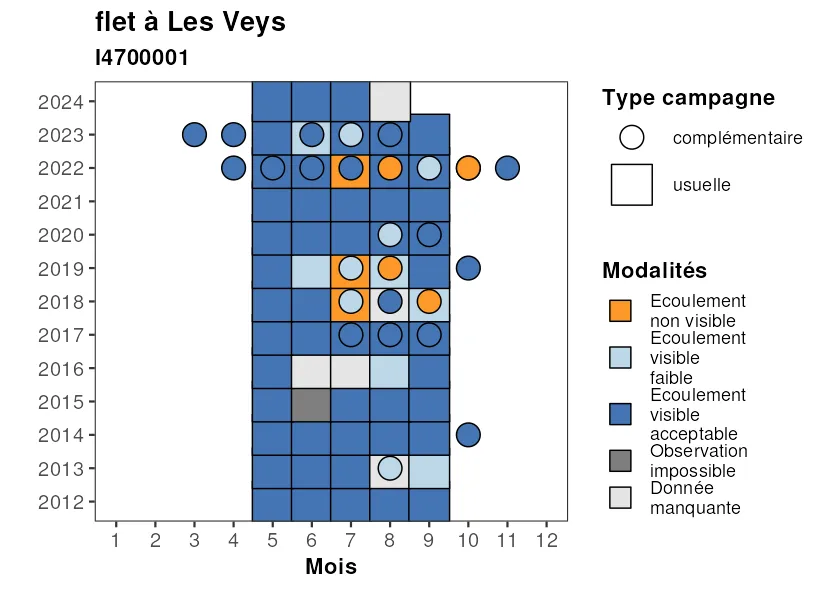 flet à Les Veys
I4700001
2024
2023
2022
2021
2020
2019
2018
2017
2016
2015
2014
2013
2012
1 2 3 4 5 6 7 8 9 10 11 12
Mois
Type campagne
complémentaire
usuelle
Modalités
Ecoulement
non visible
Ecoulement
visible
faible
Ecoulement
visible
acceptable
Observation
impossible
Donnée
manquante